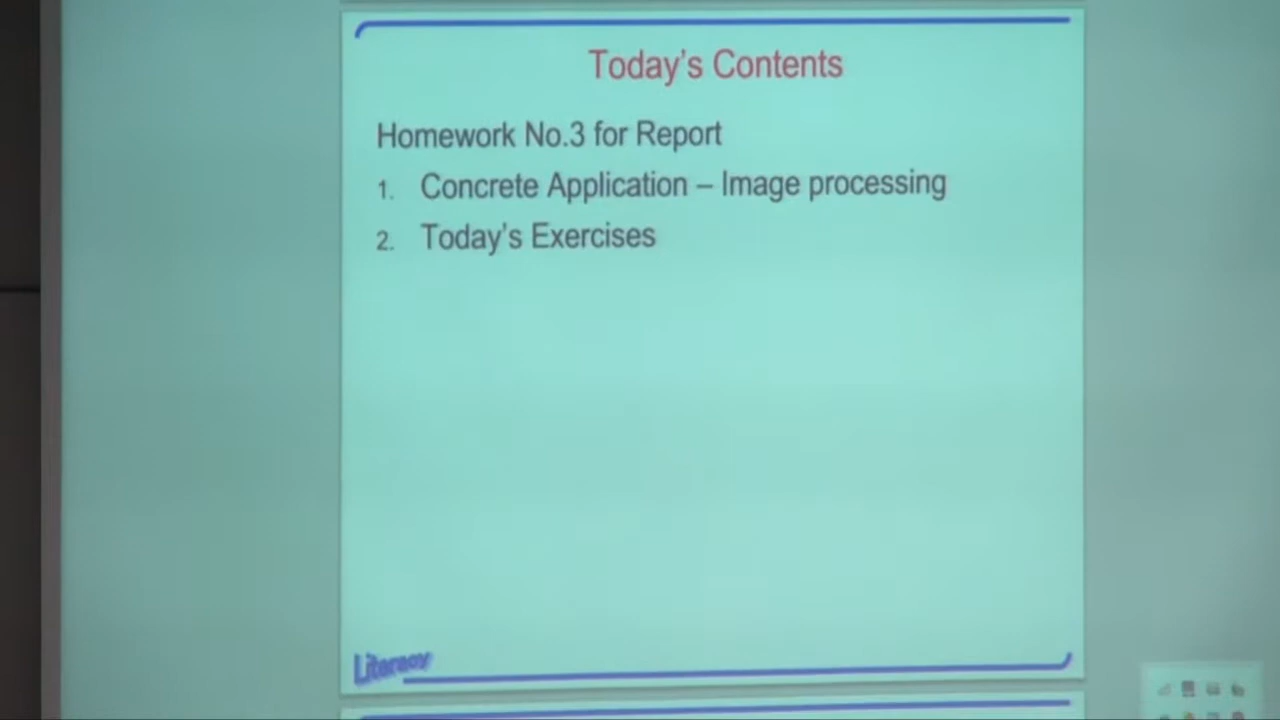 Today's Contents
Homework No.3 for Report
1. Concrete Application – Image processing
2. Today's Exercises
Literacy